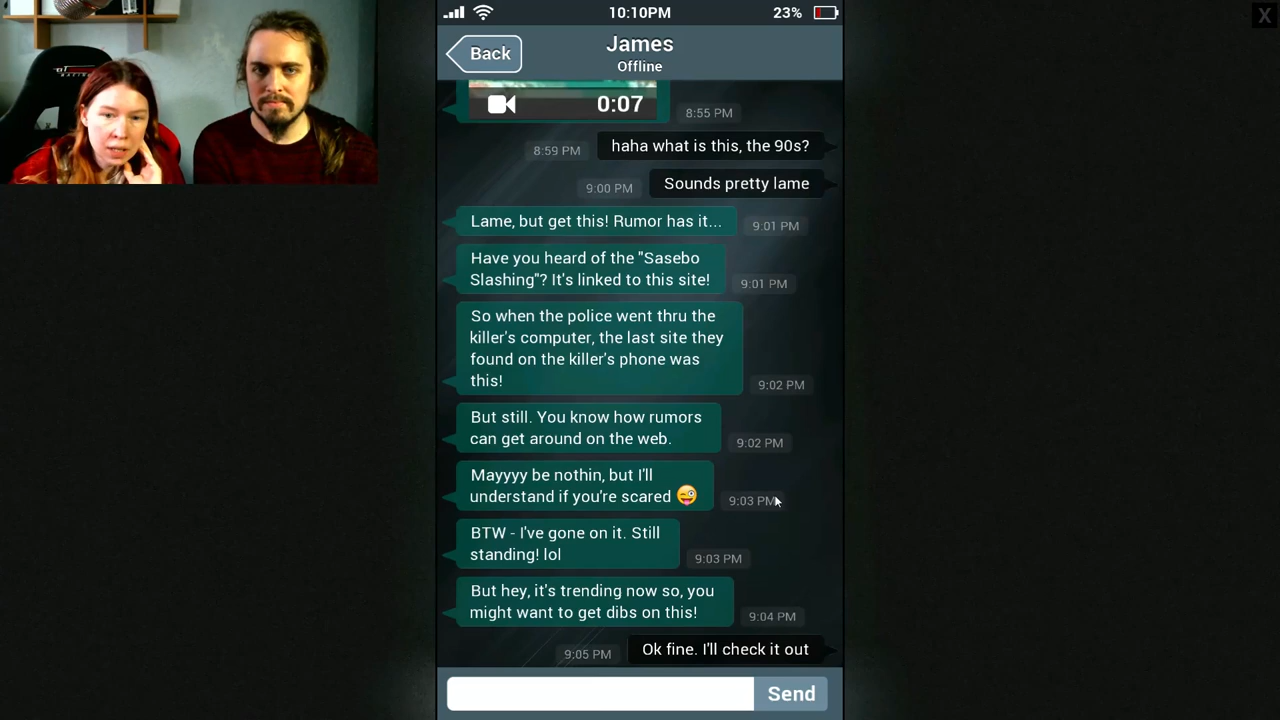 10:10PM
23%
X
Back
James
Offline
0:07
8:55 PM
haha what is this, the 90s?
8:59 PM
Sounds pretty lame
9:00 PM
Lame, but get this! Rumor has it...
9:01 PM
Have you heard of the "Sasebo
Slashing"? It's linked to this site!
9:01 PM
So when the police went thru the
killer's computer, the last site they
found on the killer's phone was
this!
9:02 PM
But still. You know how rumors
can get around on the web.
9:02 PM
Mayyyy be nothin, but I'll
understand if you're scared 😜
9:03 PM
BTW - I've gone on it. Still
standing! lol
9:03 PM
But hey, it's trending now so, you
might want to get dibs on this!
9:04 PM
Ok fine. I'll check it out
9:05 PM
Send